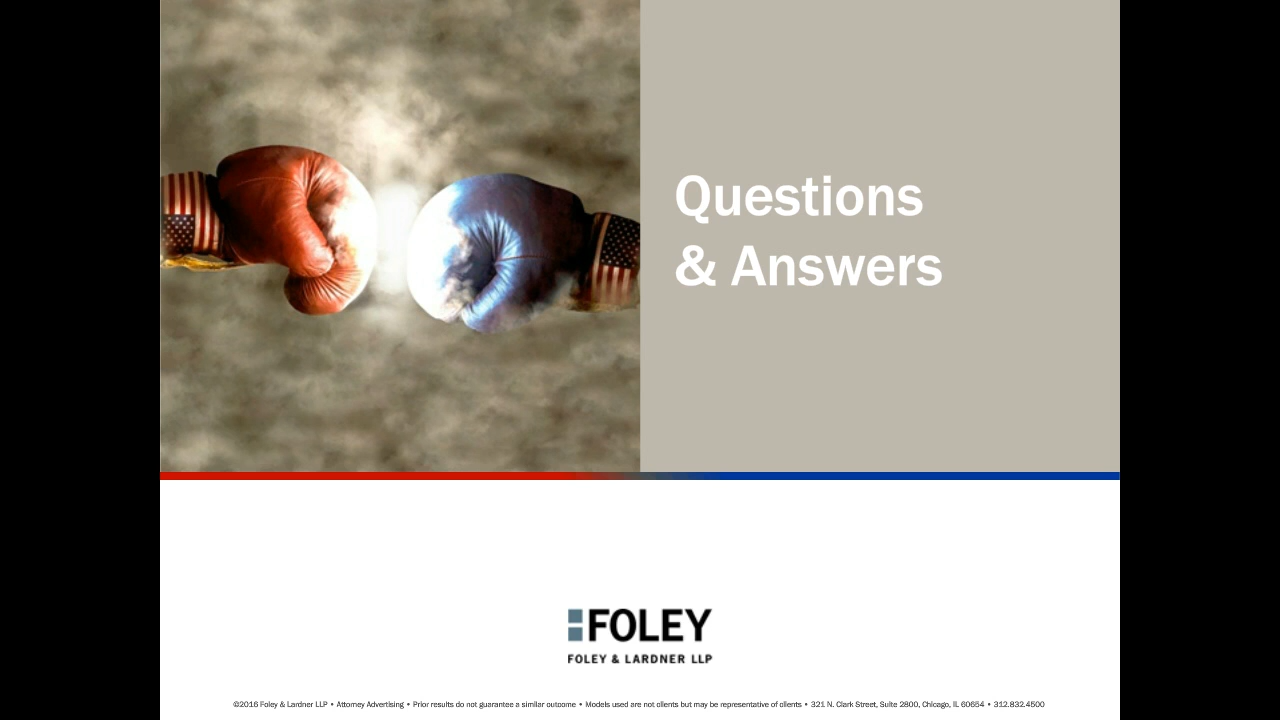 Questions
& Answers
FOLEY
FOLEY & LARDNER LLP
©2016 Foley & Lardner LLP • Attorney Advertising • Prior results do not guarantee a similar outcome • Models used are not clients but may be representative of clients • 321 N. Clark Street, Suite 2800, Chicago, IL 60654 • 312.832.4500